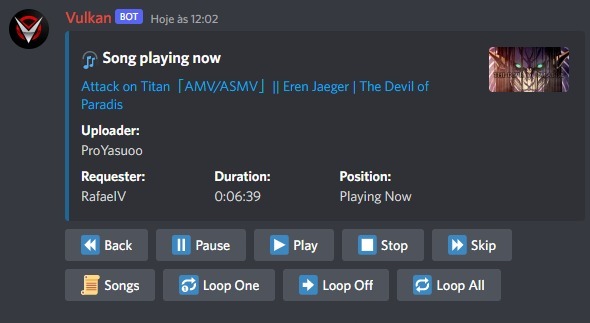 Vulkan BOT Hoje às 12:02
Song playing now
Attack on Titan「AMV/ASMV」|| Eren Jaeger | The Devil of
Paradis
Uploader:
ProYasuoo
Requester: Duration: Position:
RafaelV 0:06:39 Playing Now
Back Pause Play Stop Skip
Songs Loop One Loop Off Loop All